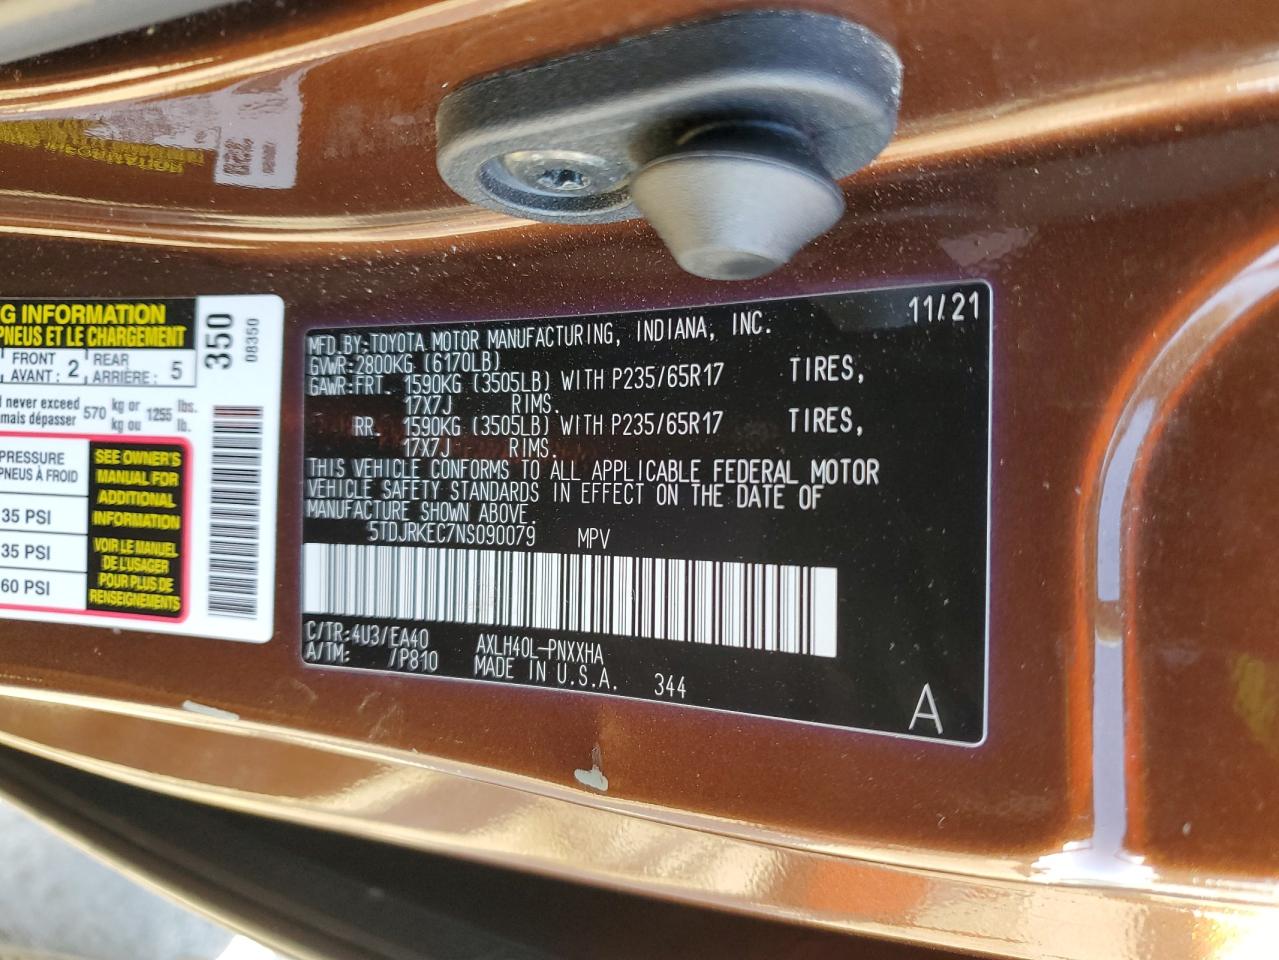 G INFORMATION
PNEUS ET LE CHARGEMENT
FRONT 2 REAR 5
AVANT : ARRIÈRE :
never exceed 570 kg or 1255 lbs.
mais dépasser kg ou lb.
PRESSURE
PNEUS À FROID
35 PSI
35 PSI
60 PSI
SEE OWNER'S
MANUAL FOR
ADDITIONAL
INFORMATION
VOIR LE MANUEL
DE L'USAGER
POUR PLUS DE
RENSEIGNEMENTS
350
08350
11/21
MFD.BY:TOYOTA MOTOR MANUFACTURING, INDIANA, INC.
GVWR:2800KG (6170LB)
GAWR:FRT. 1590KG (3505LB) WITH P235/65R17 TIRES,
17X7J RIMS.
RR. 1590KG (3505LB) WITH P235/65R17 TIRES,
17X7J RIMS.
THIS VEHICLE CONFORMS TO ALL APPLICABLE FEDERAL MOTOR
VEHICLE SAFETY STANDARDS IN EFFECT ON THE DATE OF
MANUFACTURE SHOWN ABOVE.
5TDJRKEC7NS090079 MPV
C/TR:4U3/EA40 AXLH40L-PNXXHA
A/TM: /P810 MADE IN U.S.A. 344
A